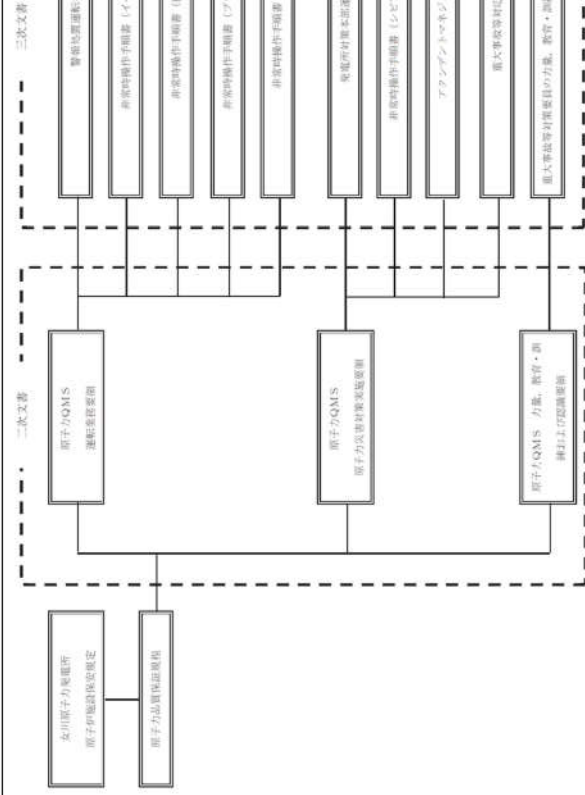 女川原子力発電所
原子炉施設保安規定
原子力品質保証規程
二次文書
原子力QMS
運転業務要領
原子力QMS
原子力災害対策実施要領
原子力QMS 力量，教育・訓
練および認識要領
三次文書
警報処置運転
非常時操作手順書（イ
非常時操作手順書（
非常時操作手順書（プ
非常時操作手順書
発電所対策本部運
非常時操作手順書（シビ
アクシデントマネジ
重大事故等対応
重大事故等対策要員の力量，教育・訓